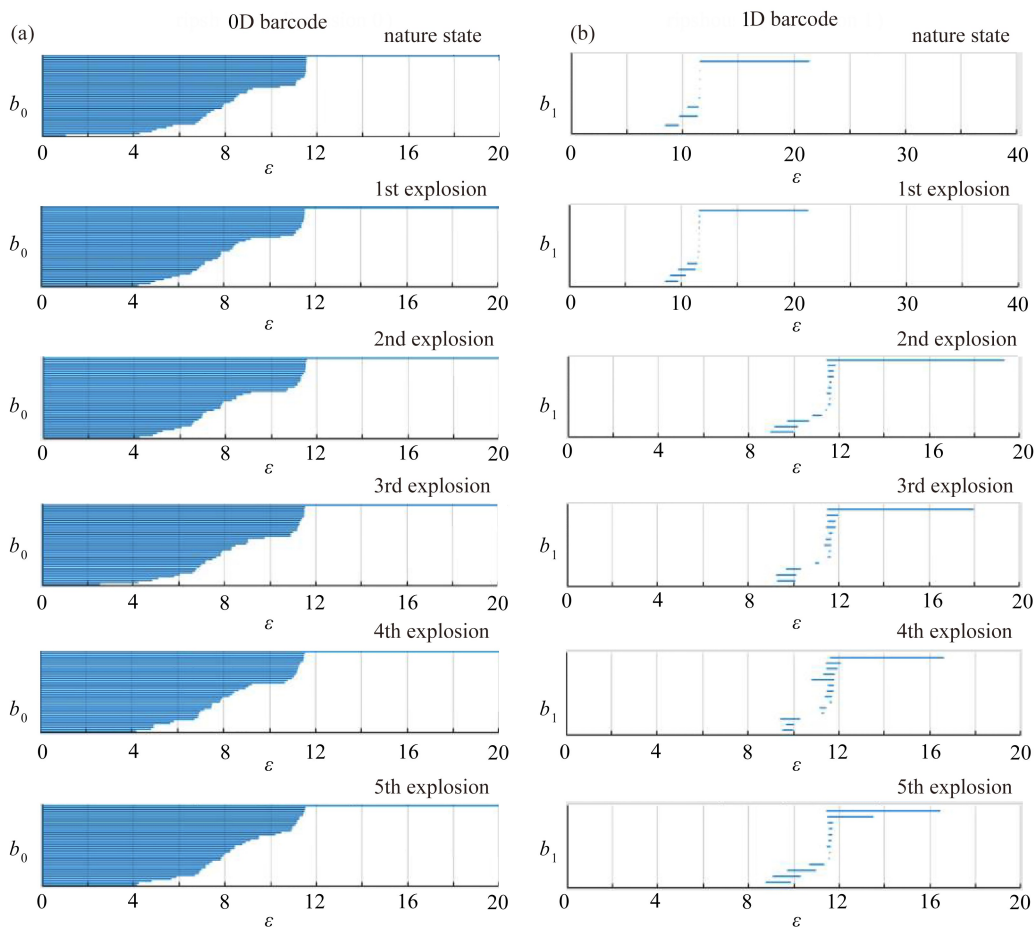 (a)
0D barcode
nature state
b0
0 4 8 12 16 20
ε
1st explosion
b0
0 4 8 12 16 20
ε
2nd explosion
b0
0 4 8 12 16 20
ε
3rd explosion
b0
0 4 8 12 16 20
ε
4th explosion
b0
0 4 8 12 16 20
ε
5th explosion
b0
0 4 8 12 16 20
ε
(b)
1D barcode
nature state
b1
0 10 20 30 40
ε
1st explosion
b1
0 10 20 30 40
ε
2nd explosion
b1
0 4 8 12 16 20
ε
3rd explosion
b1
0 4 8 12 16 20
ε
4th explosion
b1
0 4 8 12 16 20
ε
5th explosion
b1
0 4 8 12 16 20
ε